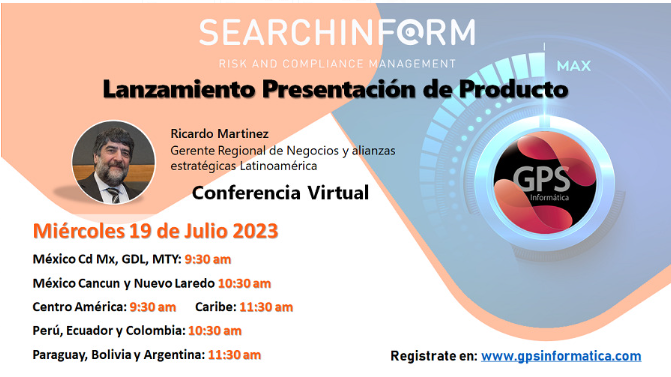 SEARCHINF@RM
RISK AND COMPLIANCE MANAGEMENT
MAX
Lanzamiento Presentación de Producto
Ricardo Martinez
Gerente Regional de Negocios y alianzas
estratégicas Latinoamérica
Conferencia Virtual
GPS
Informática
Miércoles 19 de Julio 2023
México Cd Mx, GDL, MTY: 9:30 am
México Cancun y Nuevo Laredo 10:30 am
Centro América: 9:30 am Caribe: 11:30 am
Perú, Ecuador y Colombia: 10:30 am
Paraguay, Bolivia y Argentina: 11:30 am
Registrate en: www.gpsinformatica.com